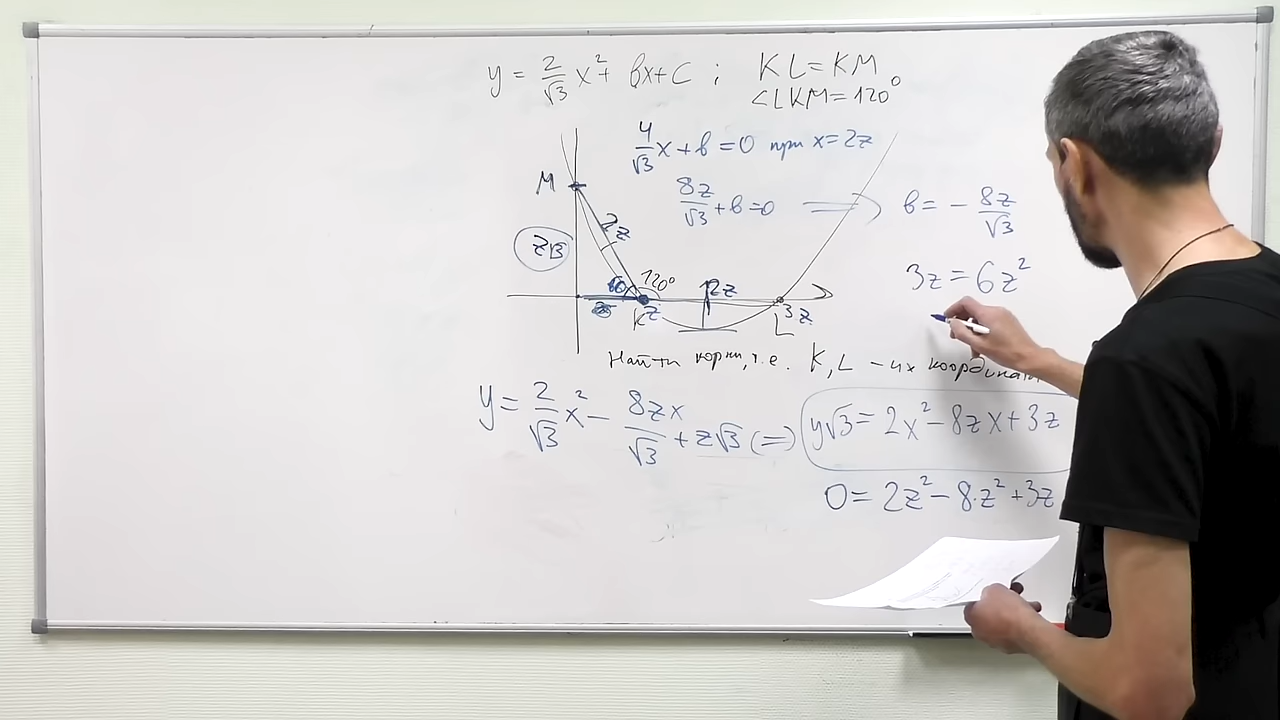 y = 2/√3 x² + вx + c ; KL = KM
∠LKM = 120°
4/√3 x + в = 0 при x = 2z
8z/√3 + в = 0 ⟹ в = − 8z/√3
M
2z
z√3
3z = 6z²
120°
2z
K z
L 3z
Найти корни, т.е. K, L – их координат
y = 2/√3 x² − 8zx/√3 + z√3 (=) y√3 = 2x² − 8zx + 3z
0 = 2z² − 8·z² + 3z